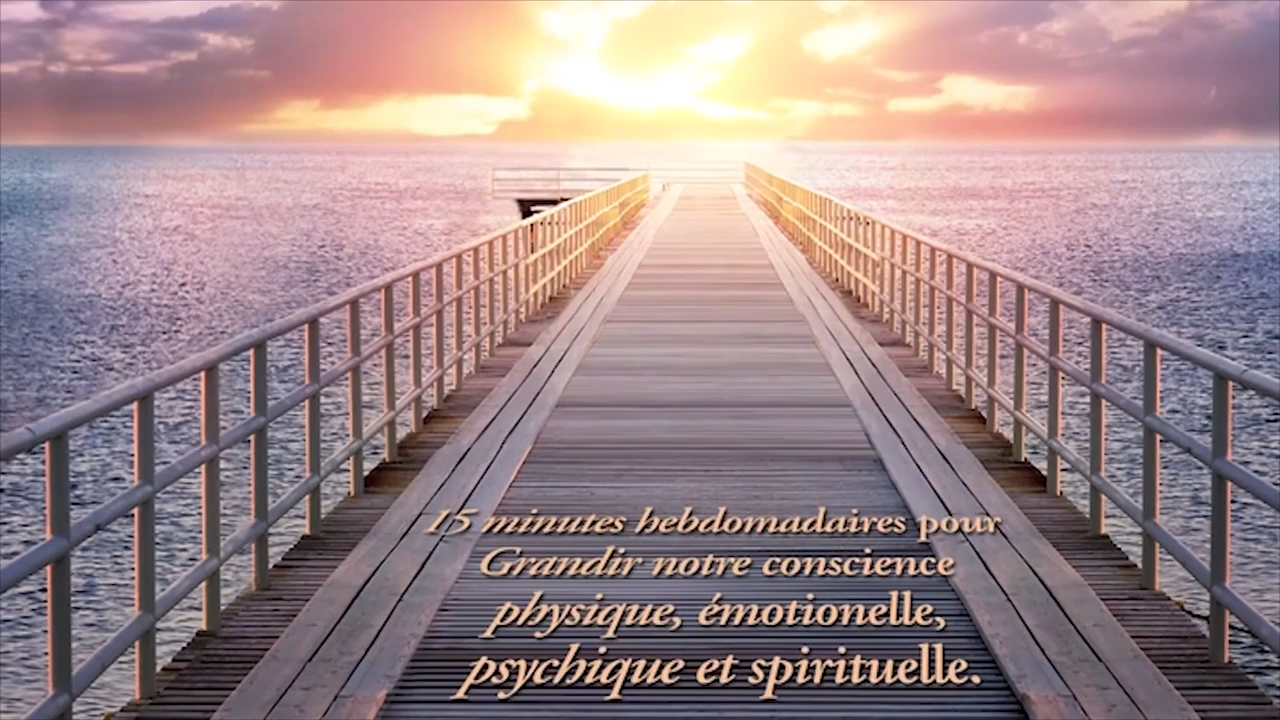 15 minutes hebdomadaires pour
Grandir notre conscience
physique, émotionelle,
psychique et spirituelle.